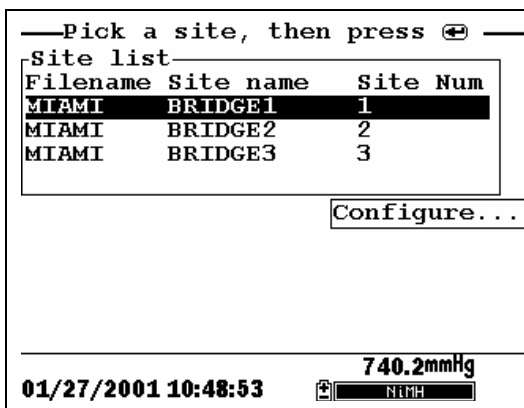 Pick a site, then press
Site list
Filename Site name Site Num
MIAMI BRIDGE1 1
MIAMI BRIDGE2 2
MIAMI BRIDGE3 3
Configure...
740.2mmHg
01/27/2001 10:48:53 NiMH